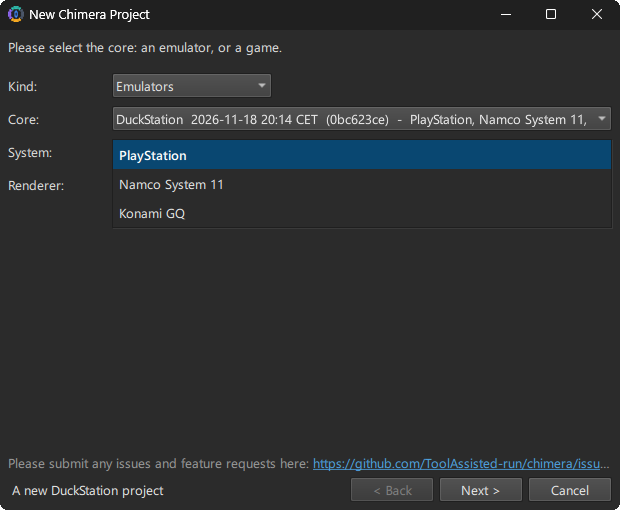 New Chimera Project
Please select the core: an emulator, or a game.
Kind: Emulators
Core: DuckStation 2026-11-18 20:14 CET (0bc623ce) - PlayStation, Namco System 11,
System: PlayStation
Namco System 11
Renderer:
Konami GQ
Please submit any issues and feature requests here: https://github.com/ToolAssisted-run/chimera/issu...
A new DuckStation project < Back Next > Cancel